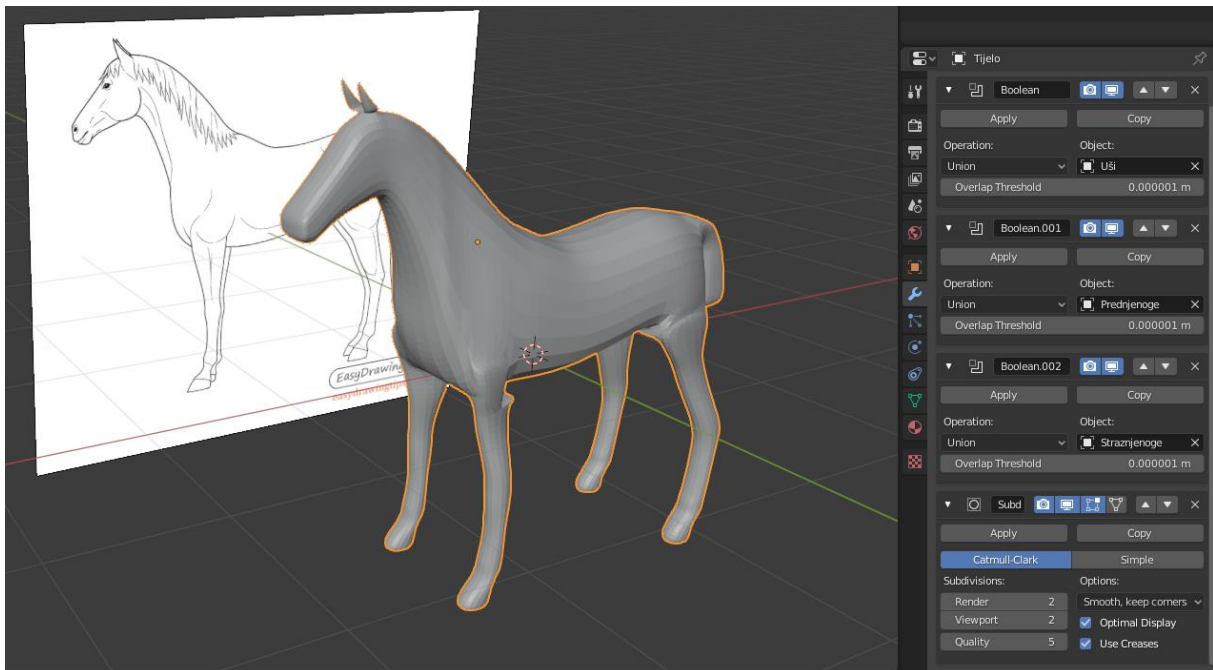 Tijelo
Boolean
Apply Copy
Operation: Object:
Union Uši
Overlap Threshold 0.000001 m
Boolean.001
Apply Copy
Operation: Object:
Union Prednjenoge
Overlap Threshold 0.000001 m
Boolean.002
Apply Copy
Operation: Object:
Union Straznjenoge
Overlap Threshold 0.000001 m
Subd
Apply Copy
Catmull-Clark Simple
Subdivisions: Options:
Render 2 Smooth, keep corners
Viewport 2 Optimal Display
Quality 5 Use Creases
EasyDrawing